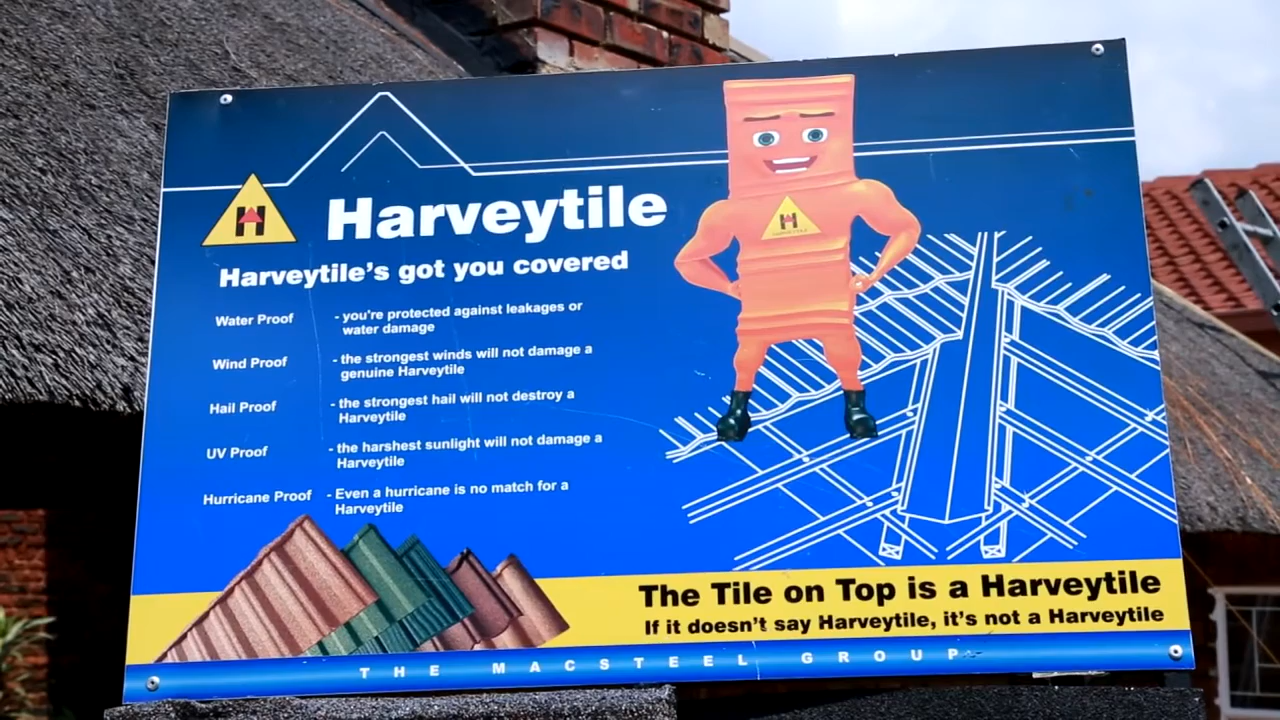 H
Harveytile
H
HARVEYTILE
Harveytile's got you covered
Water Proof - you're protected against leakages or
water damage
Wind Proof - the strongest winds will not damage a
genuine Harveytile
Hail Proof - the strongest hail will not destroy a
Harveytile
UV Proof - the harshest sunlight will not damage a
Harveytile
Hurricane Proof - Even a hurricane is no match for a
Harveytile
The Tile on Top is a Harveytile
If it doesn't say Harveytile, it's not a Harveytile
THE MACSTEEL GROUP